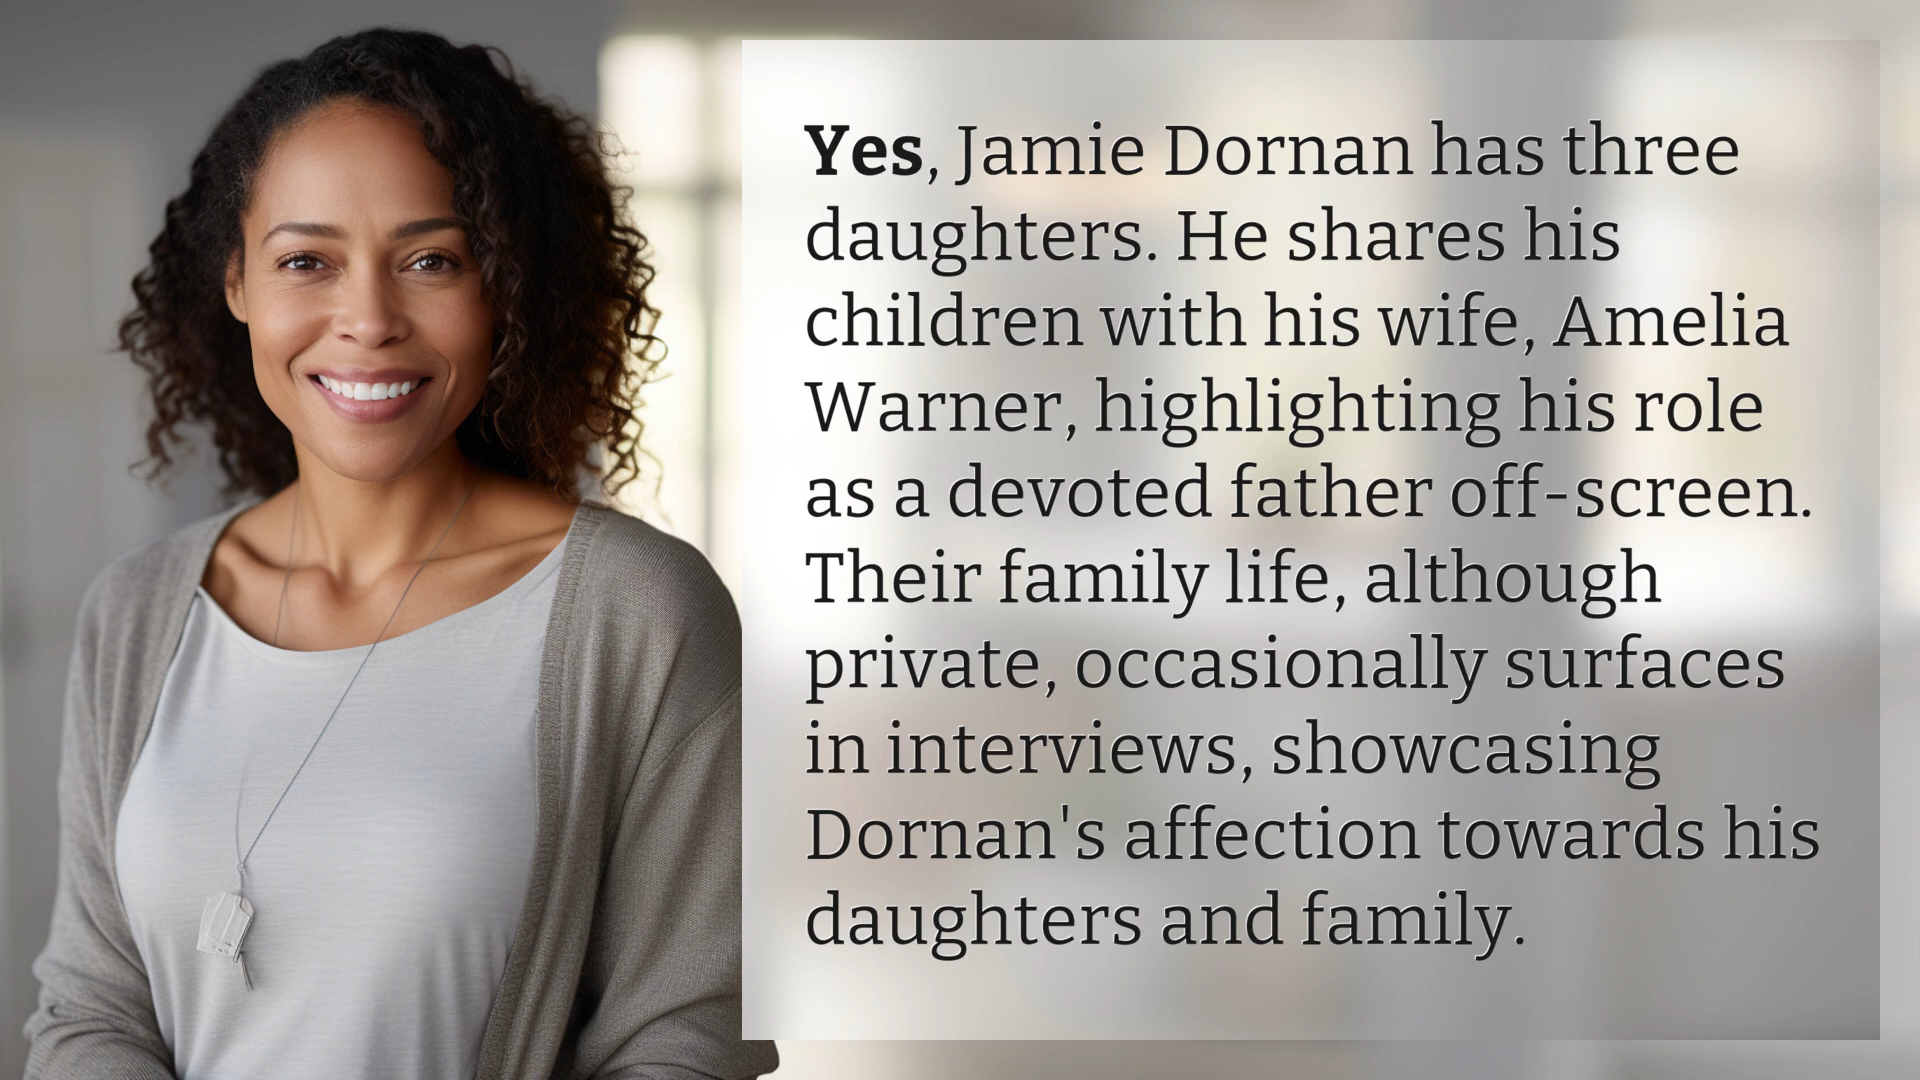 Yes, Jamie Dornan has three
daughters. He shares his
children with his wife, Amelia
Warner, highlighting his role
as a devoted father off-screen.
Their family life, although
private, occasionally surfaces
in interviews, showcasing
Dornan's affection towards his
daughters and family.